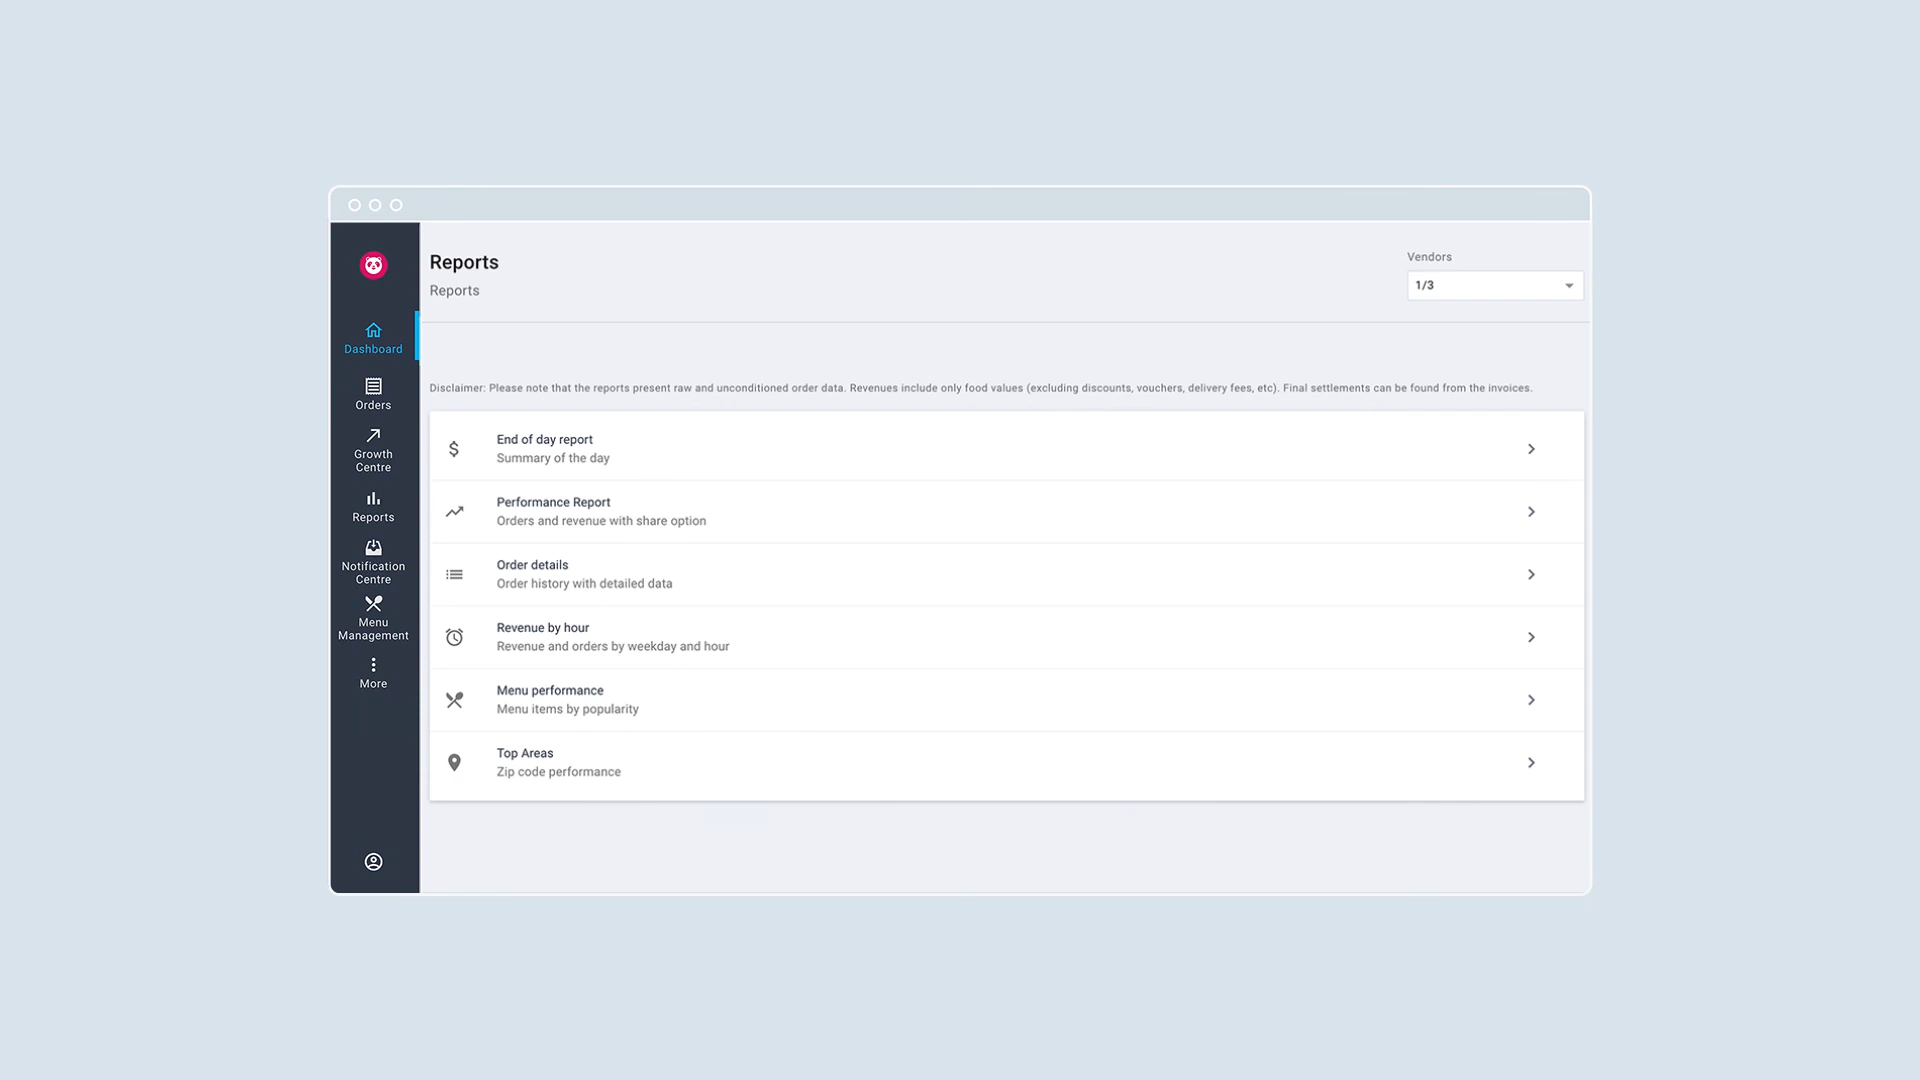 Reports
Reports
Vendors
1/3
Dashboard
Orders
Growth
Centre
Reports
Notification
Centre
Menu
Management
More
Disclaimer: Please note that the reports present raw and unconditioned order data. Revenues include only food values (excluding discounts, vouchers, delivery fees, etc). Final settlements can be found from the invoices.
End of day report
Summary of the day
Performance Report
Orders and revenue with share option
Order details
Order history with detailed data
Revenue by hour
Revenue and orders by weekday and hour
Menu performance
Menu items by popularity
Top Areas
Zip code performance